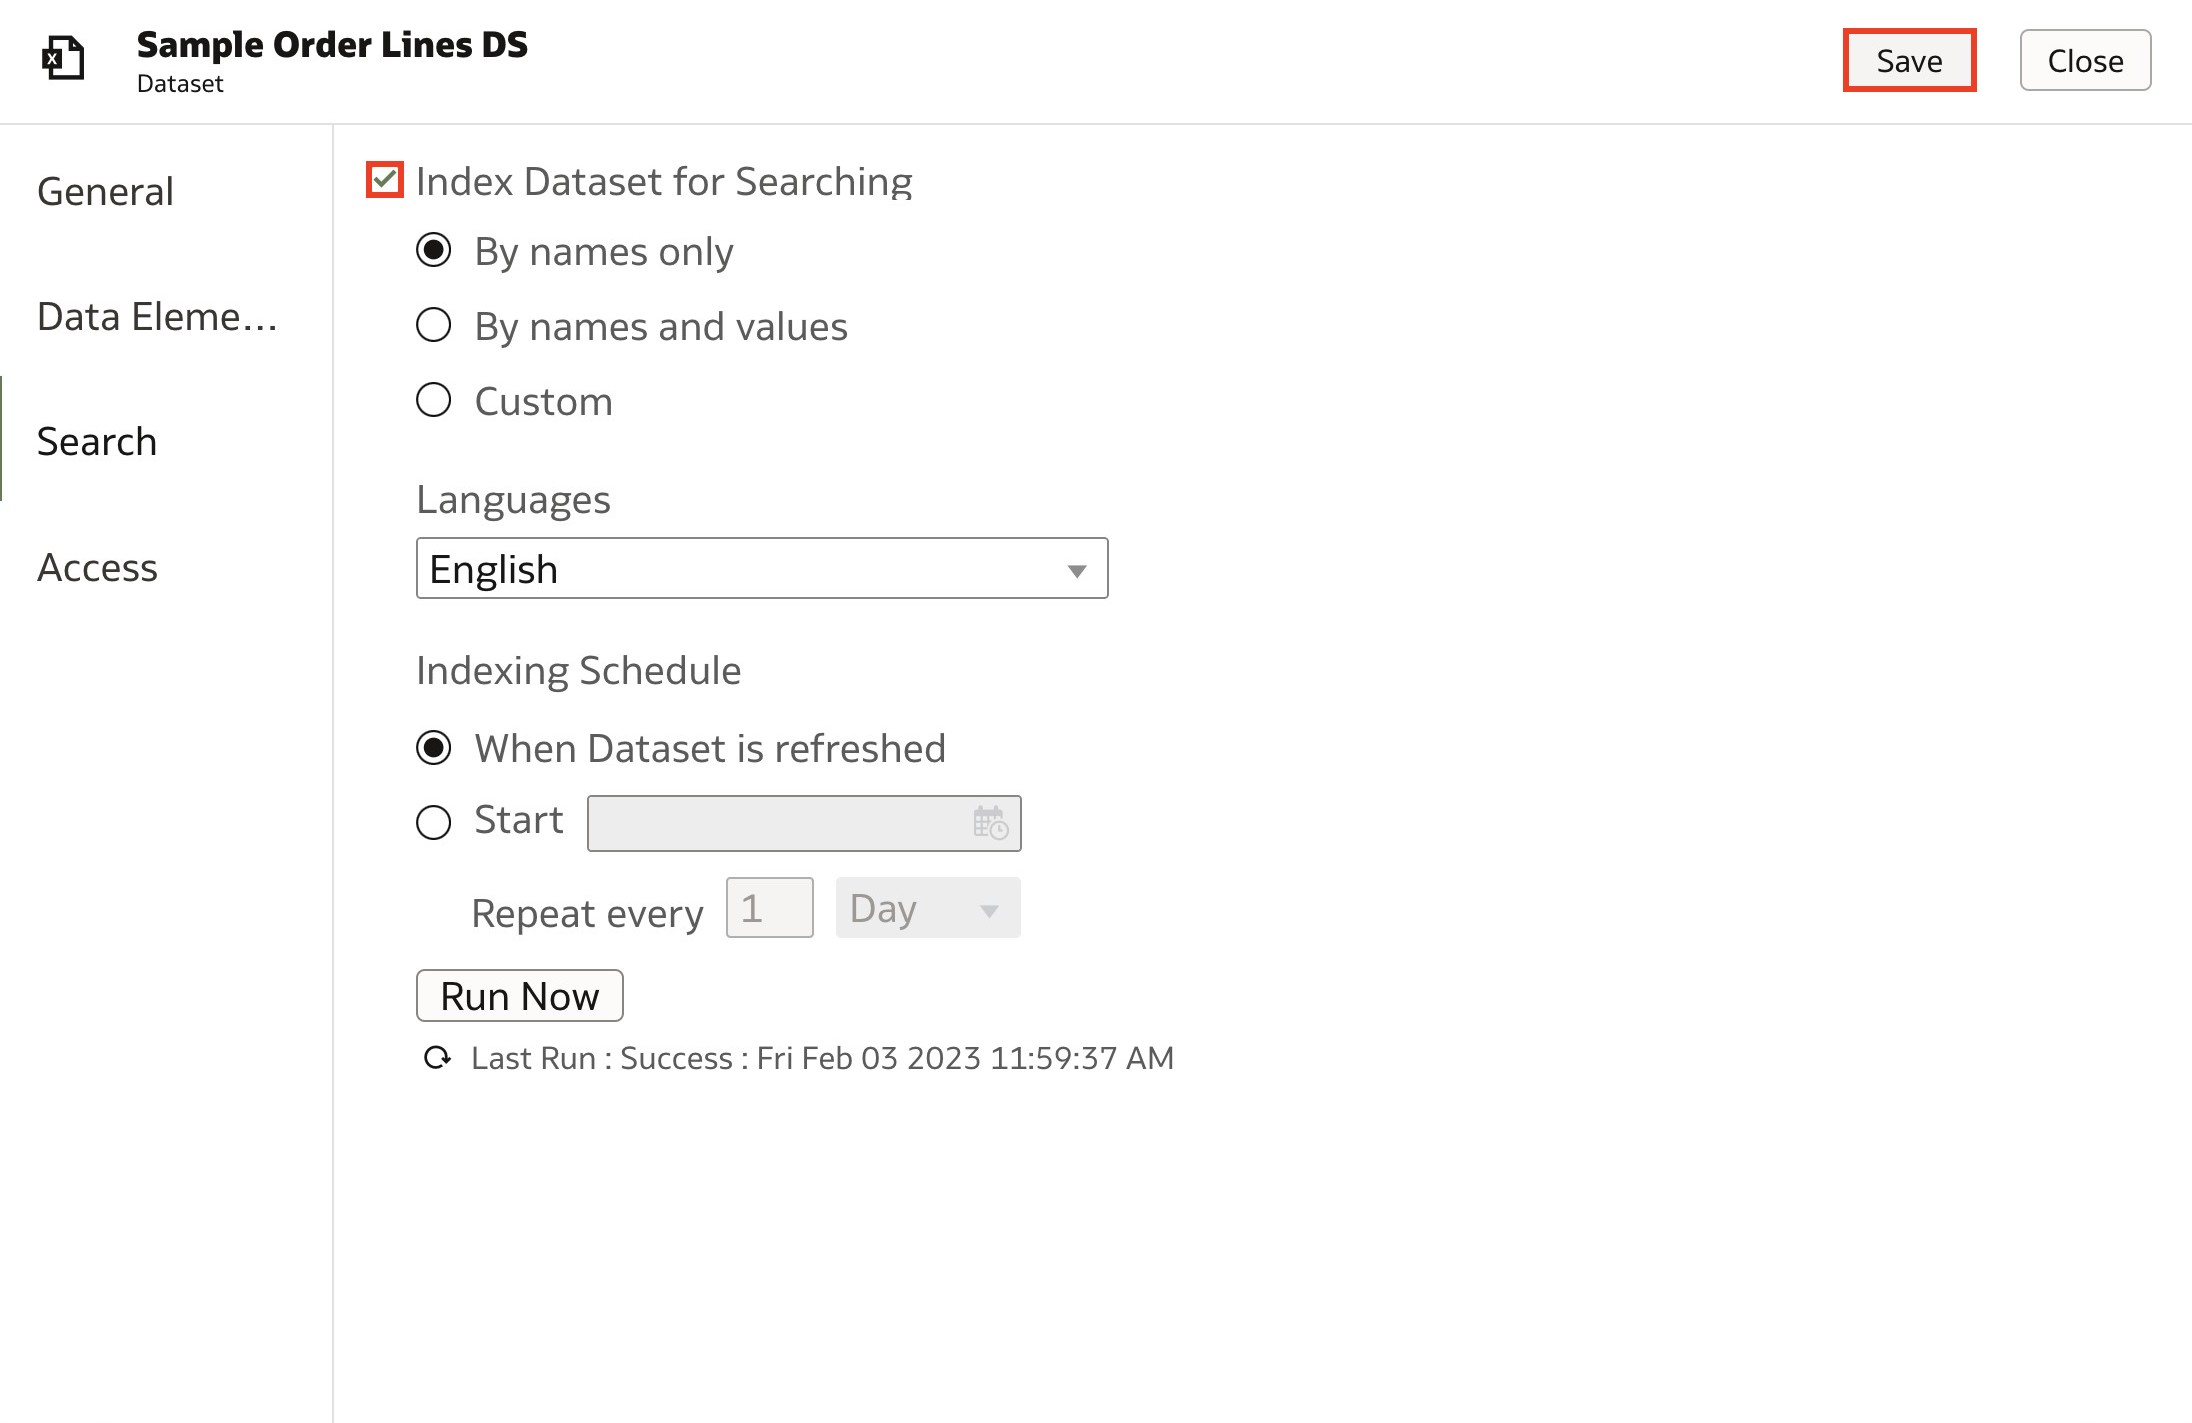 Sample Order Lines DS
Dataset
Save
Close
General
Data Eleme...
Search
Access
Index Dataset for Searching
By names only
By names and values
Custom
Languages
English
Indexing Schedule
When Dataset is refreshed
Start
Repeat every 1 Day
Run Now
Last Run : Success : Fri Feb 03 2023 11:59:37 AM